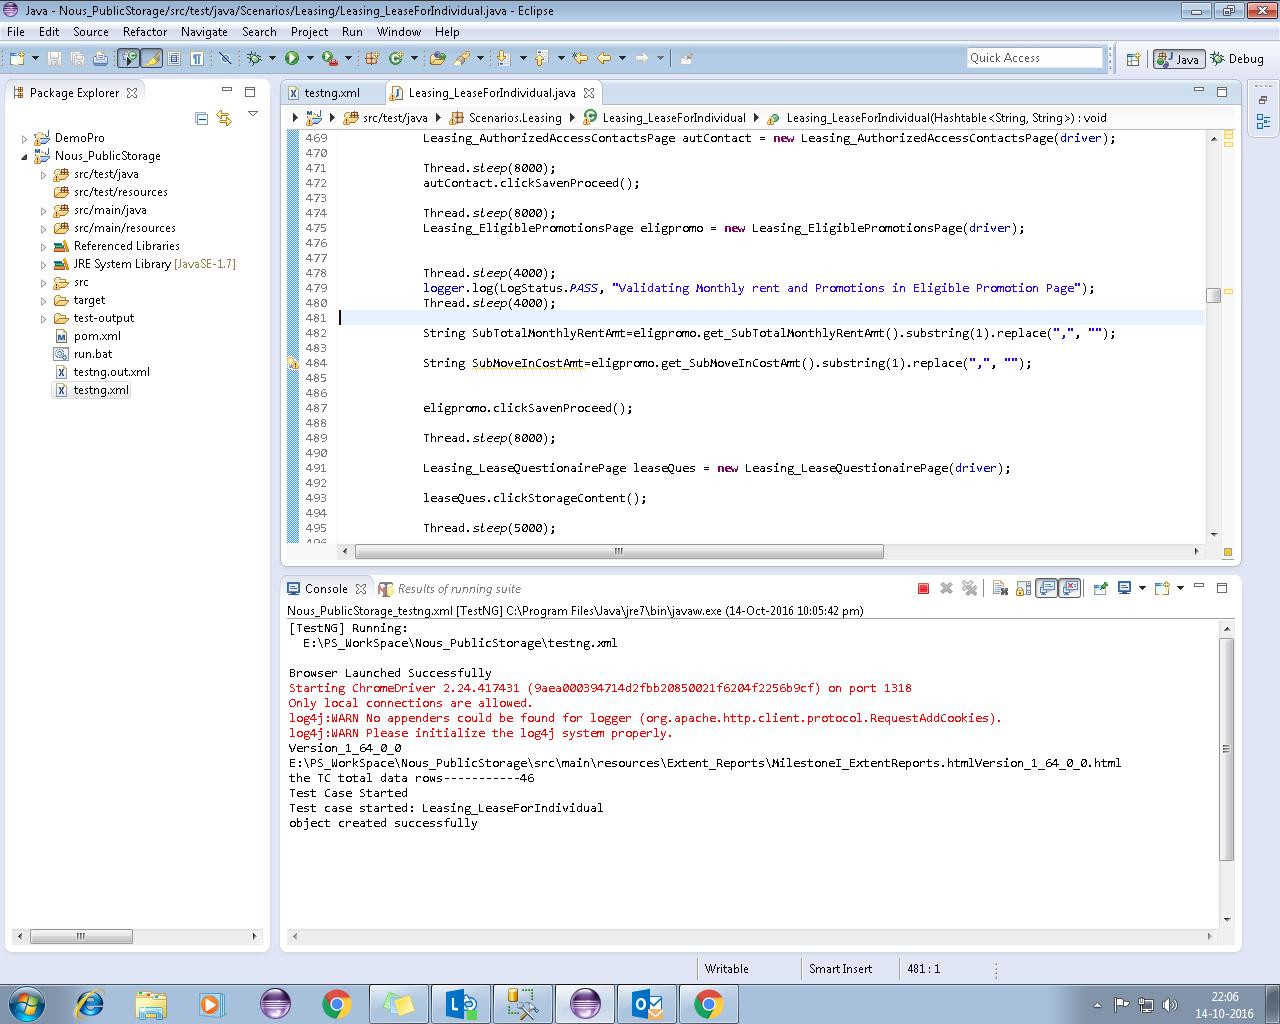 Java - Nous_PublicStorage/src/test/java/Scenarios/Leasing/Leasing_LeaseForIndividual.java - Eclipse
File Edit Source Refactor Navigate Search Project Run Window Help
Quick Access
Java
Debug
Package Explorer
DemoPro
Nous_PublicStorage
src/test/java
src/test/resources
src/main/java
src/main/resources
Referenced Libraries
JRE System Library [JavaSE-1.7]
src
target
test-output
pom.xml
run.bat
testng.out.xml
testng.xml
testng.xml
Leasing_LeaseForIndividual.java
src/test/java
Scenarios.Leasing
Leasing_LeaseForIndividual
Leasing_LeaseForIndividual(Hashtable<String, String>) : void
469 Leasing_AuthorizedAccessContactsPage autContact = new Leasing_AuthorizedAccessContactsPage(driver);
470
471 Thread.sleep(8000);
472 autContact.clickSavenProceed();
473
474 Thread.sleep(8000);
475 Leasing_EligiblePromotionsPage eligpromo = new Leasing_EligiblePromotionsPage(driver);
476
477
478 Thread.sleep(4000);
479 logger.log(LogStatus.PASS, "Validating Monthly rent and Promotions in Eligible Promotion Page");
480 Thread.sleep(4000);
481
482 String SubTotalMonthlyRentAmt=eligpromo.get_SubTotalMonthlyRentAmt().substring(1).replace(",", "");
483
484 String SubMoveInCostAmt=eligpromo.get_SubMoveInCostAmt().substring(1).replace(",", "");
485
486
487 eligpromo.clickSavenProceed();
488
489 Thread.sleep(8000);
490
491 Leasing_LeaseQuestionairePage leaseQues = new Leasing_LeaseQuestionairePage(driver);
492
493 leaseQues.clickStorageContent();
494
495 Thread.sleep(5000);
496
Console
Results of running suite
Nous_PublicStorage_testng.xml [TestNG] C:\Program Files\Java\jre7\bin\javaw.exe (14-Oct-2016 10:05:42 pm)
[TestNG] Running:
E:\PS_WorkSpace\Nous_PublicStorage\testng.xml
Browser Launched Successfully
Starting ChromeDriver 2.24.417431 (9aea000394714d2fbb20850021f6204f2256b9cf) on port 1318
Only local connections are allowed.
log4j:WARN No appenders could be found for logger (org.apache.http.client.protocol.RequestAddCookies).
log4j:WARN Please initialize the log4j system properly.
Version_1_64_0_0
E:\PS_WorkSpace\Nous_PublicStorage\src\main\resources\Extent_Reports\MilestoneI_ExtentReports.htmlVersion_1_64_0_0.html
the TC total data rows-----------46
Test Case Started
Test case started: Leasing_LeaseForIndividual
object created successfully
Writable
Smart Insert
481 : 1
22:06
14-10-2016